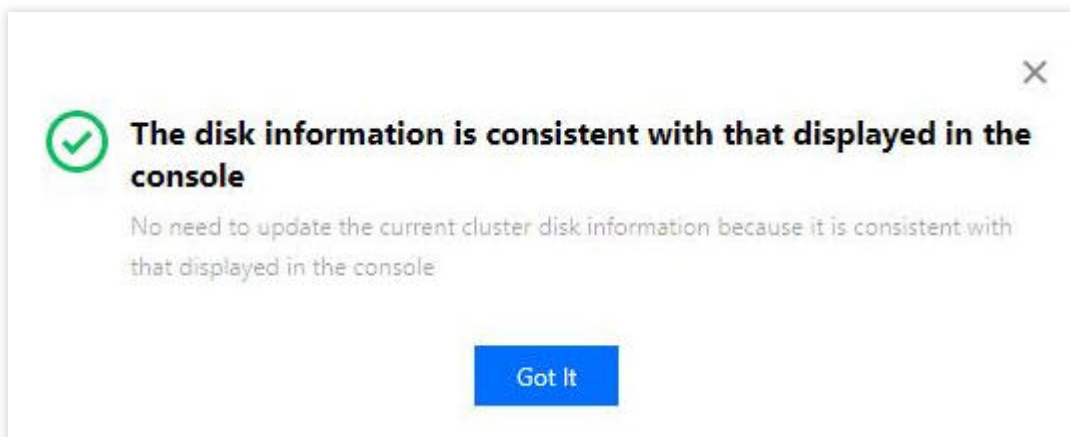 The disk information is consistent with that displayed in the
console
No need to update the current cluster disk information because it is consistent with
that displayed in the console
Got It